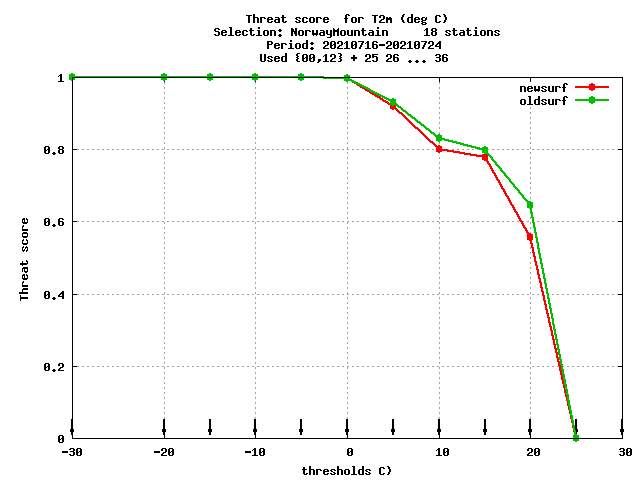 Threat score  for T2m (deg C)
Selection: NorwayMountain     18 stations
Period: 20210716-20210724
Used {00,12} + 25 26 ... 36
newsurf
oldsurf
Threat score
1
0.8
0.6
0.4
0.2
0
-30 -20 -10 0 10 20 30
thresholds C)